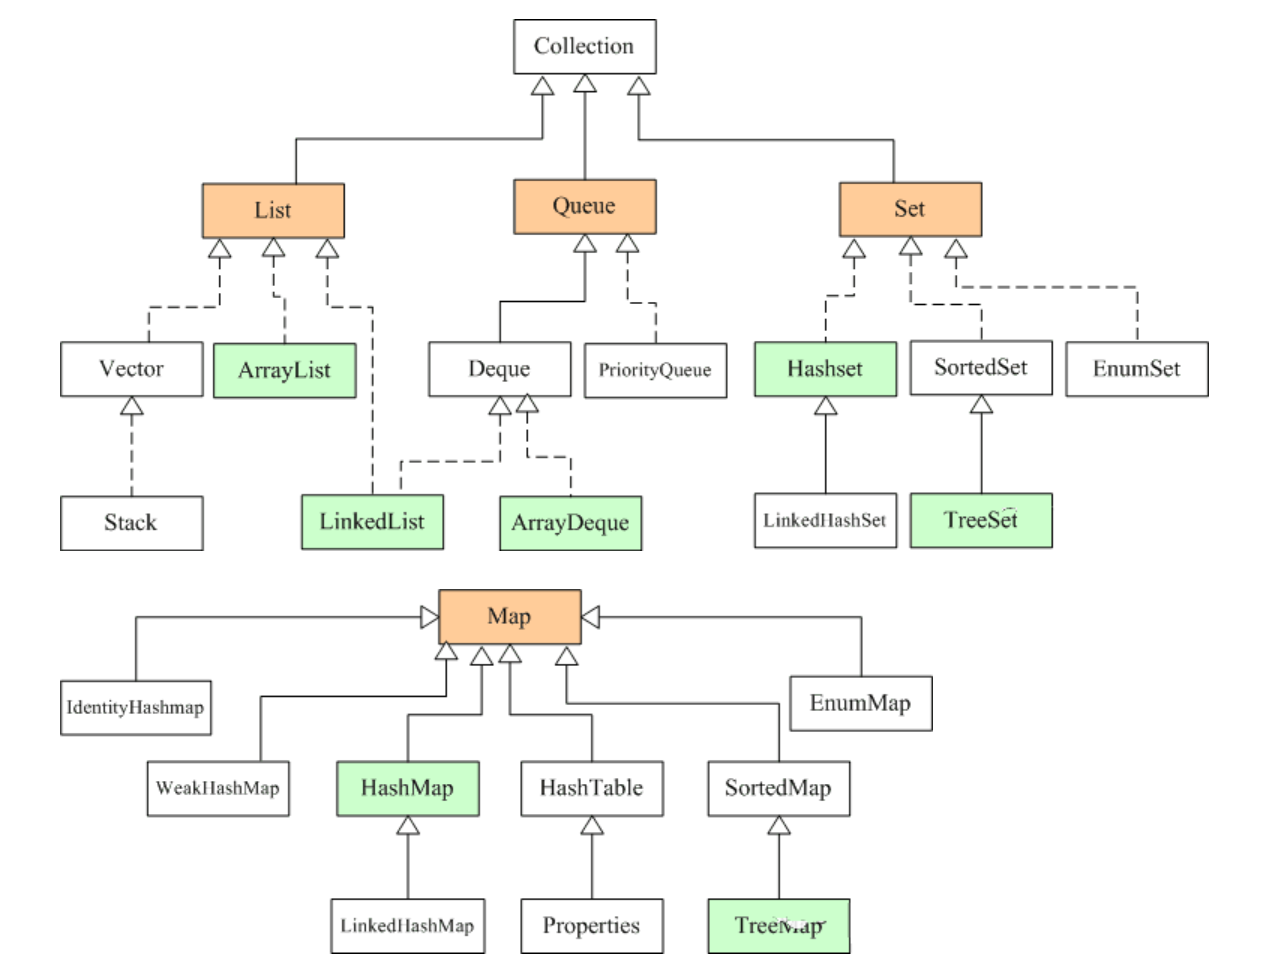 Collection
List
Queue
Set
Vector
ArrayList
Deque
PriorityQueue
Hashset
SortedSet
EnumSet
Stack
LinkedList
ArrayDeque
LinkedHashSet
TreeSet
Map
IdentityHashmap
EnumMap
WeakHashMap
HashMap
HashTable
SortedMap
LinkedHashMap
Properties
TreeMap